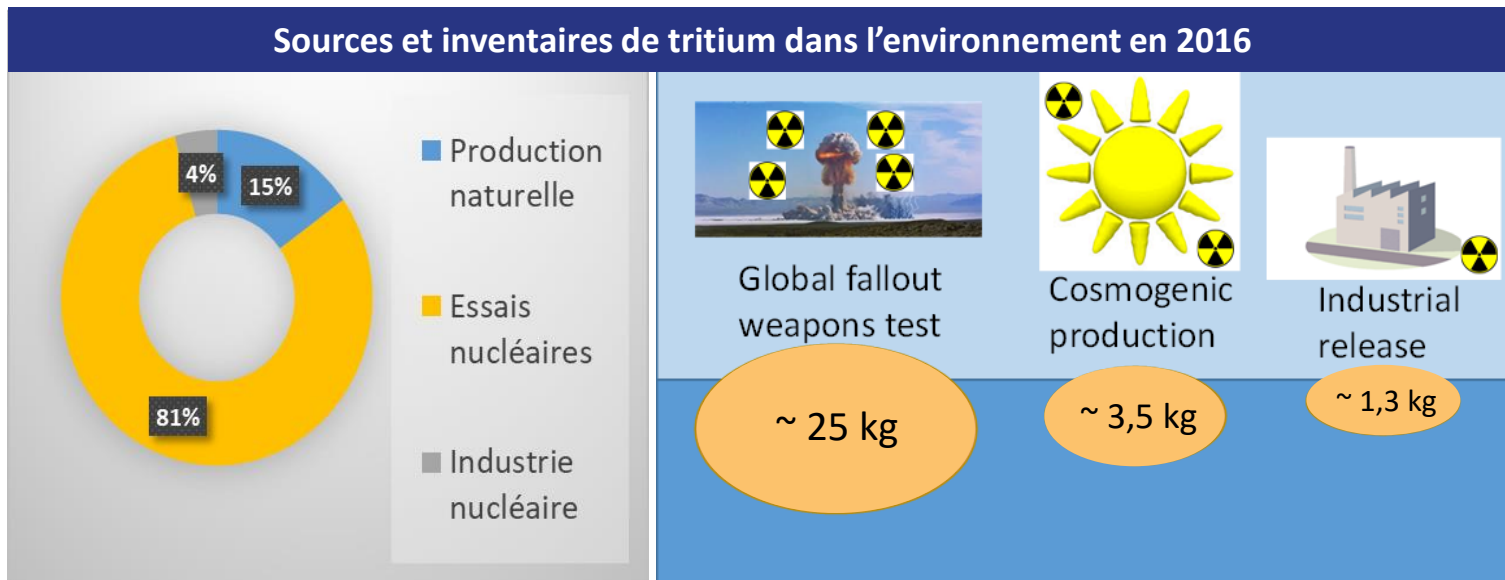 Sources et inventaires de tritium dans l’environnement en 2016
4%
15%
81%
Production
naturelle
Essais
nucléaires
Industrie
nucléaire
Global fallout
weapons test
~ 25 kg
Cosmogenic
production
~ 3,5 kg
Industrial
release
~ 1,3 kg